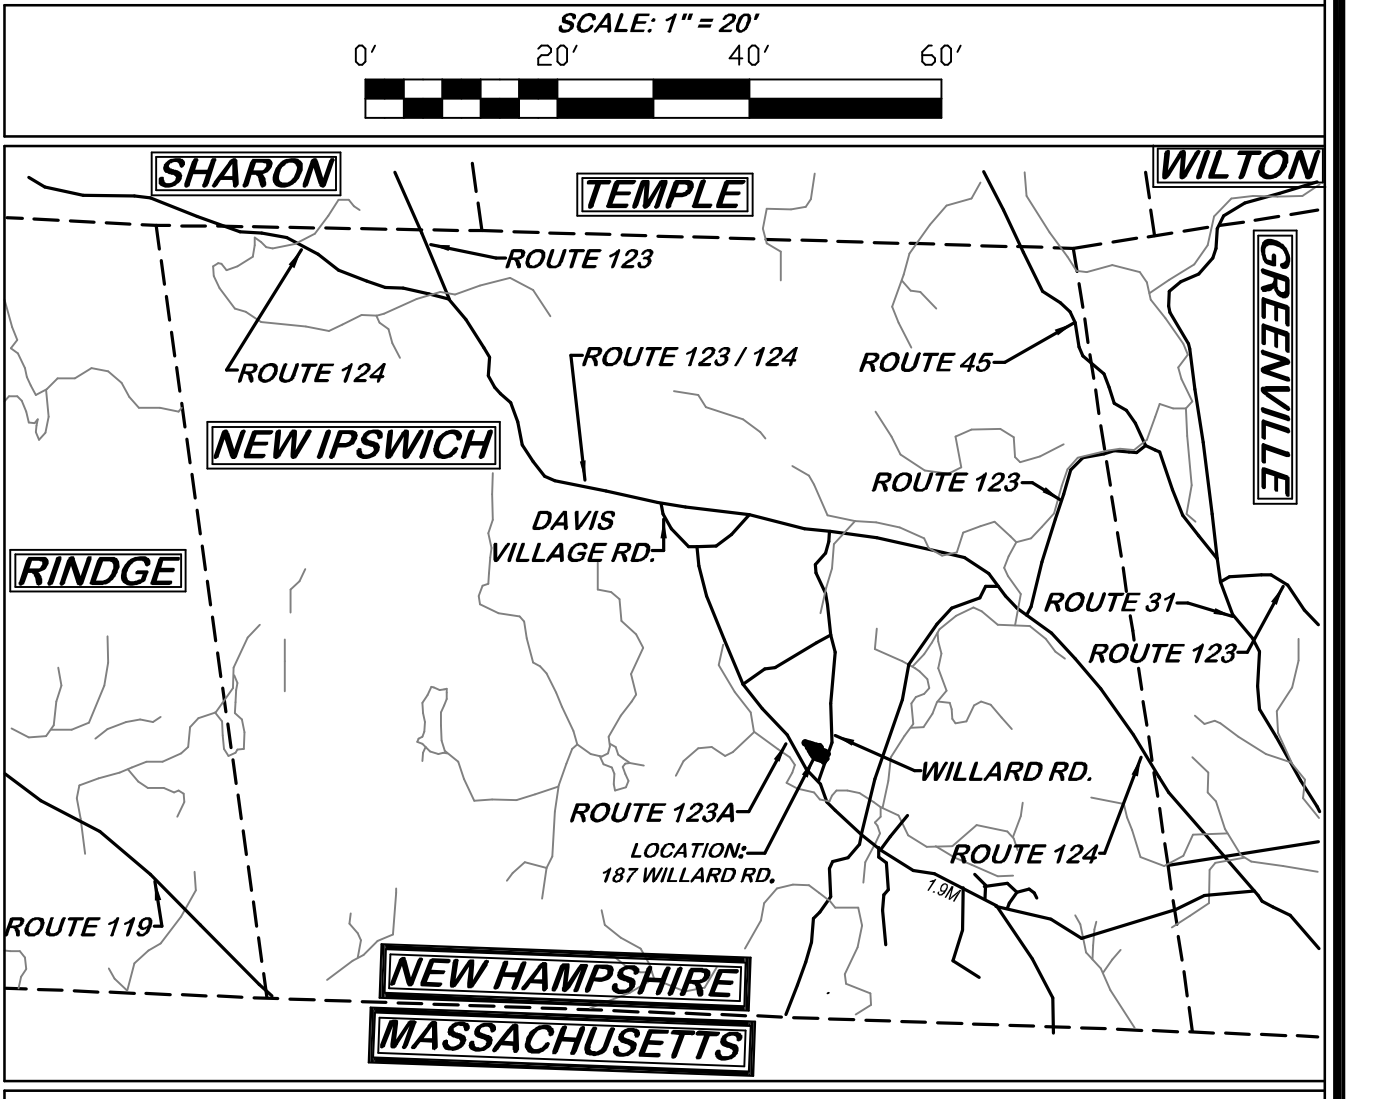 SCALE: 1" = 20'
0' 20' 40' 60'
SHARON
TEMPLE
WILTON
ROUTE 123
GREENVILLE
ROUTE 124
ROUTE 123 / 124
ROUTE 45
NEW IPSWICH
ROUTE 123
DAVIS
VILLAGE RD.
RINDGE
ROUTE 31
ROUTE 123
WILLARD RD.
ROUTE 123A
LOCATION:
187 WILLARD RD.
ROUTE 124
1.9M
ROUTE 119
NEW HAMPSHIRE
MASSACHUSETTS